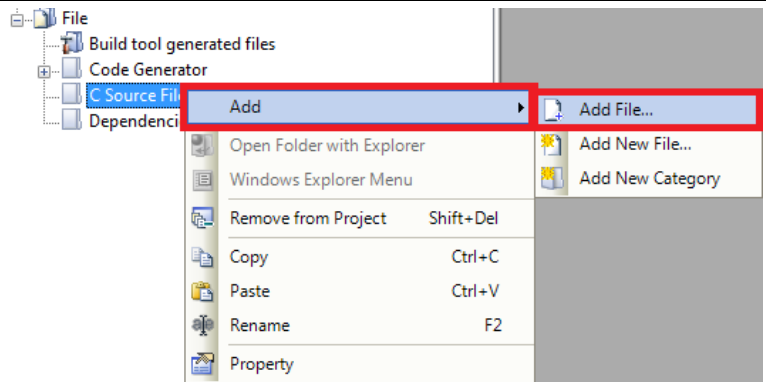 File
Build tool generated files
Code Generator
C Source File
Dependenci
Add
Open Folder with Explorer
Windows Explorer Menu
Remove from Project Shift+Del
Copy Ctrl+C
Paste Ctrl+V
Rename F2
Property
Add File...
Add New File...
Add New Category